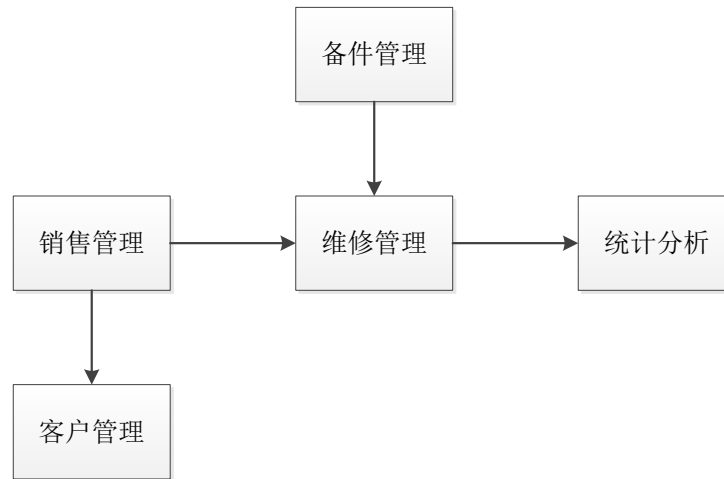 备件管理
销售管理
维修管理
统计分析
客户管理